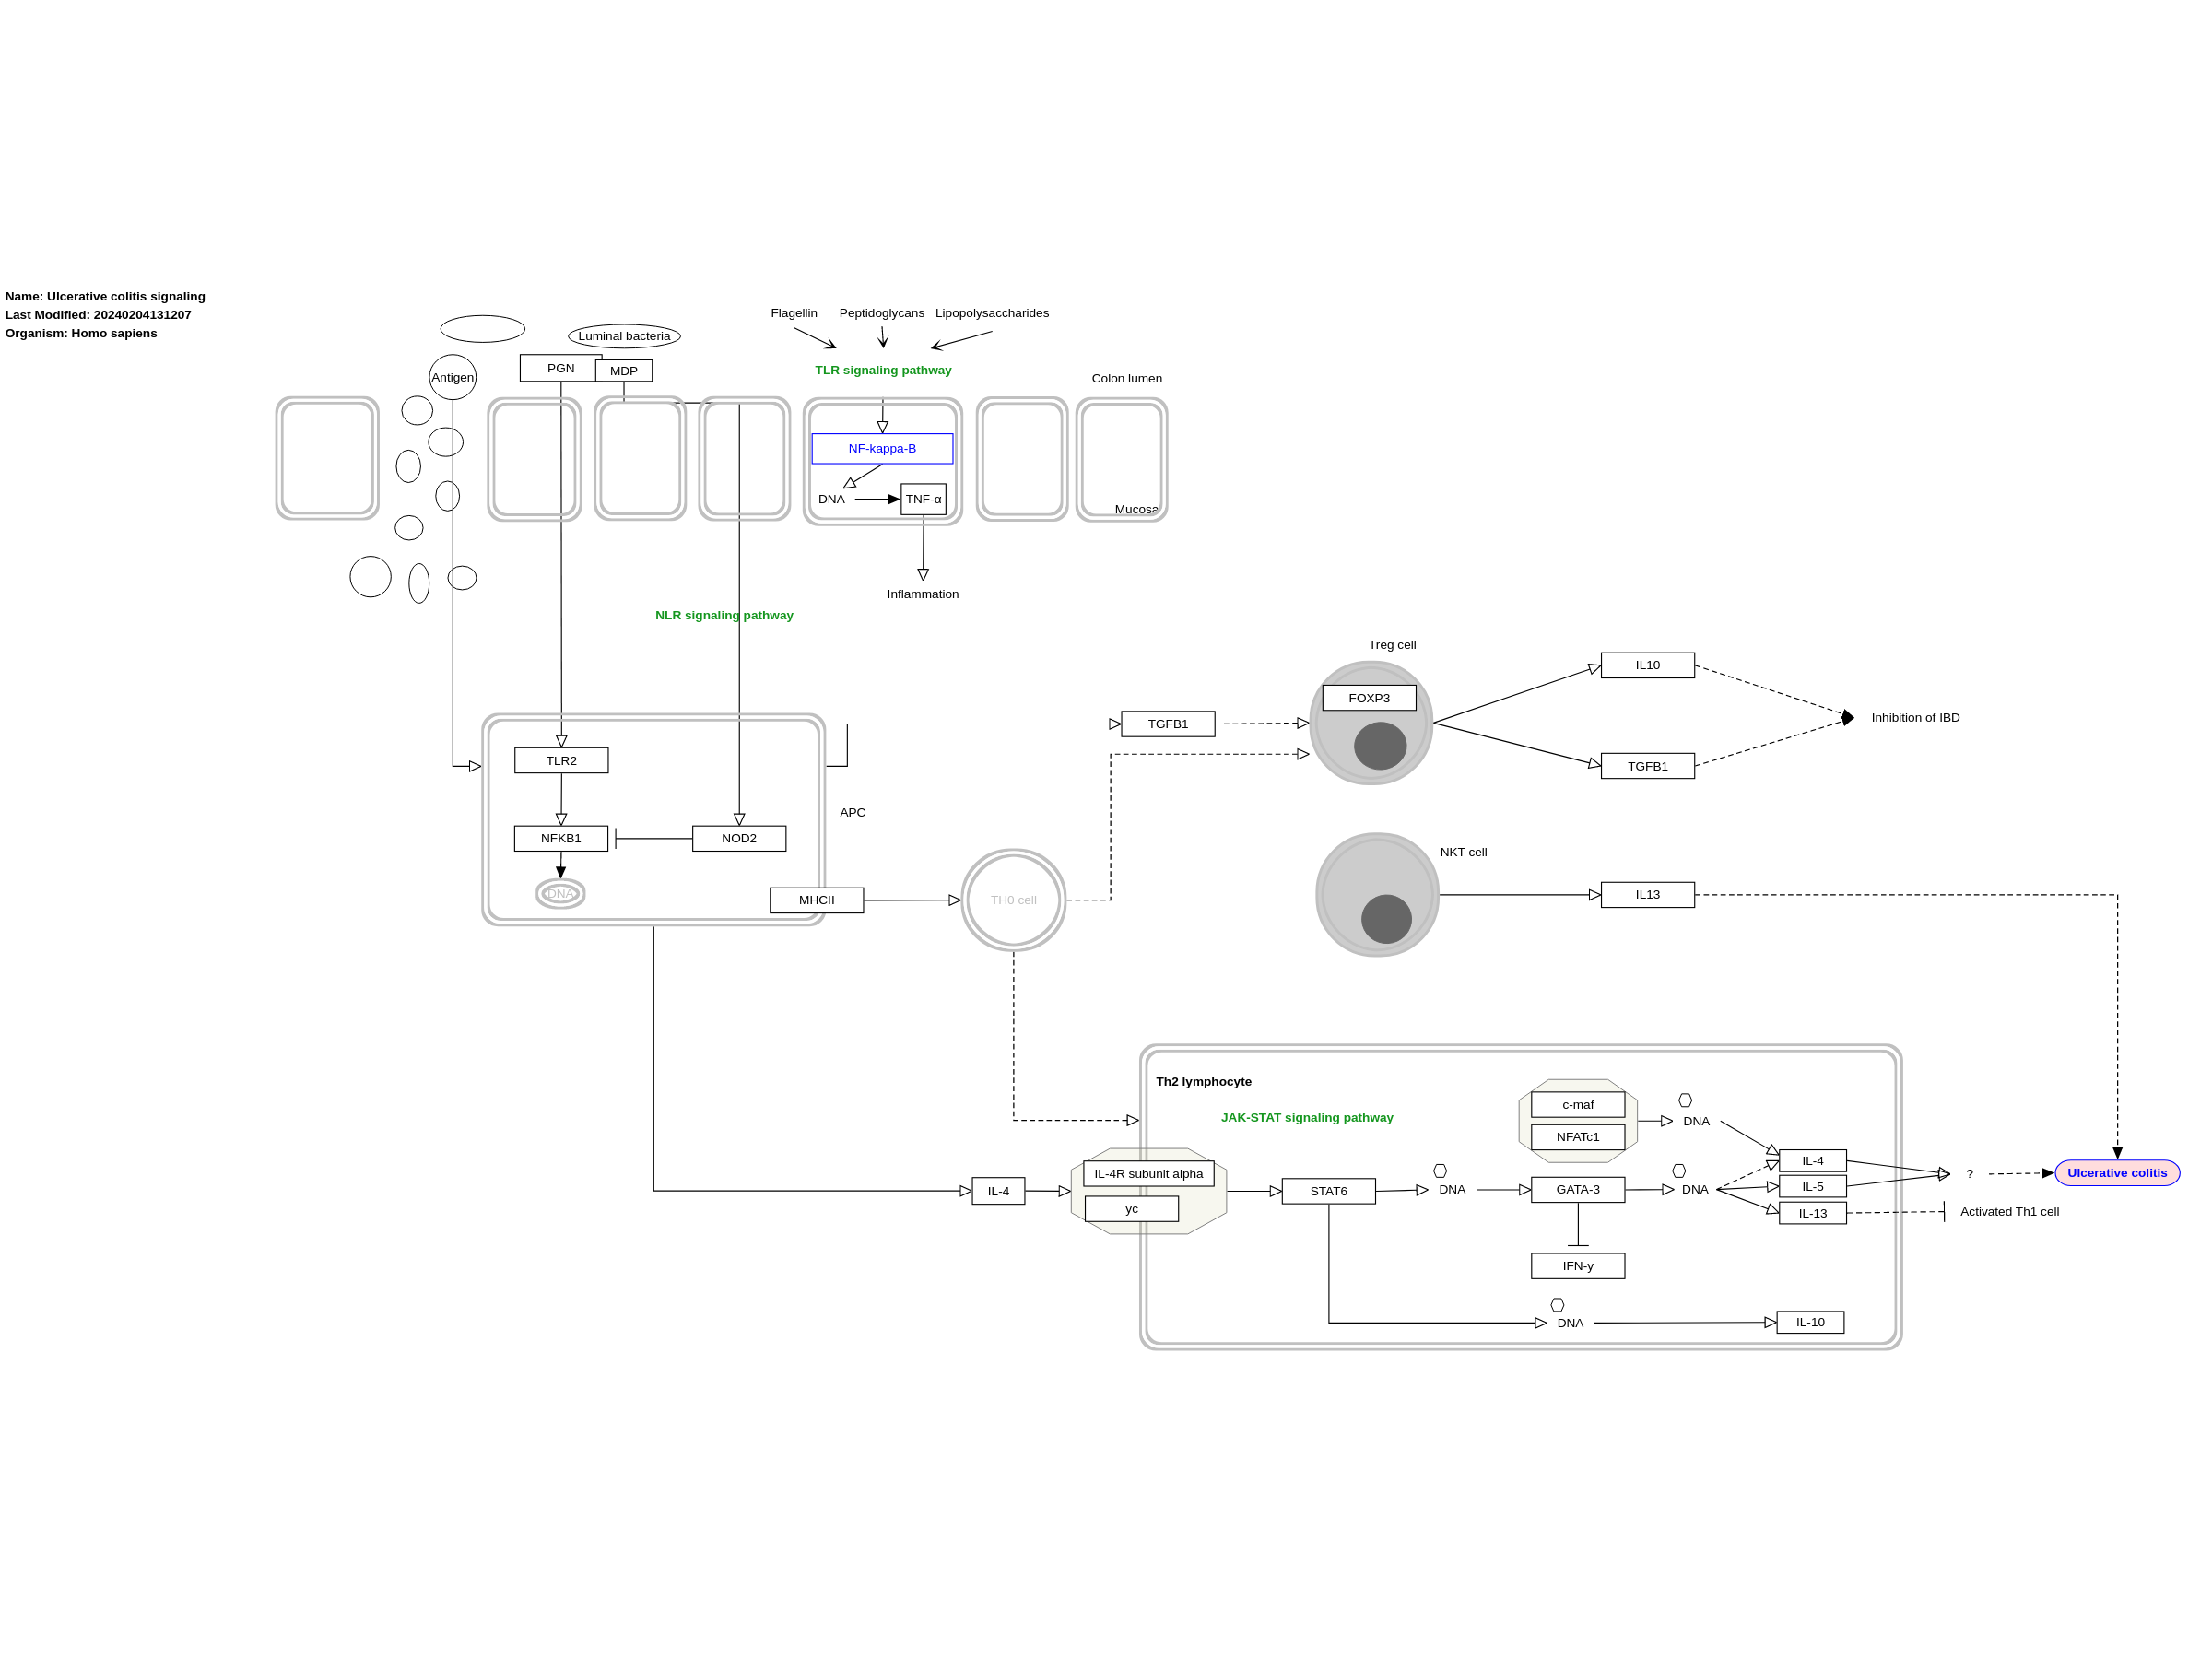 Name: Ulcerative colitis signaling
Last Modified: 20240204131207
Organism: Homo sapiens
Flagellin
Peptidoglycans
Lipopolysaccharides
Luminal bacteria
Antigen
PGN
MDP
TLR signaling pathway
Colon lumen
NF-kappa-B
DNA
TNF-α
Mucosa
Inflammation
NLR signaling pathway
Treg cell
FOXP3
IL10
TGFB1
Inhibition of IBD
TGFB1
TLR2
APC
NFKB1
NOD2
DNA
MHCII
TH0 cell
NKT cell
IL13
Th2 lymphocyte
JAK-STAT signaling pathway
c-maf
NFATc1
DNA
IL-4R subunit alpha
yc
IL-4
STAT6
DNA
GATA-3
DNA
IL-4
IL-5
IL-13
?
Ulcerative colitis
Activated Th1 cell
IFN-y
DNA
IL-10